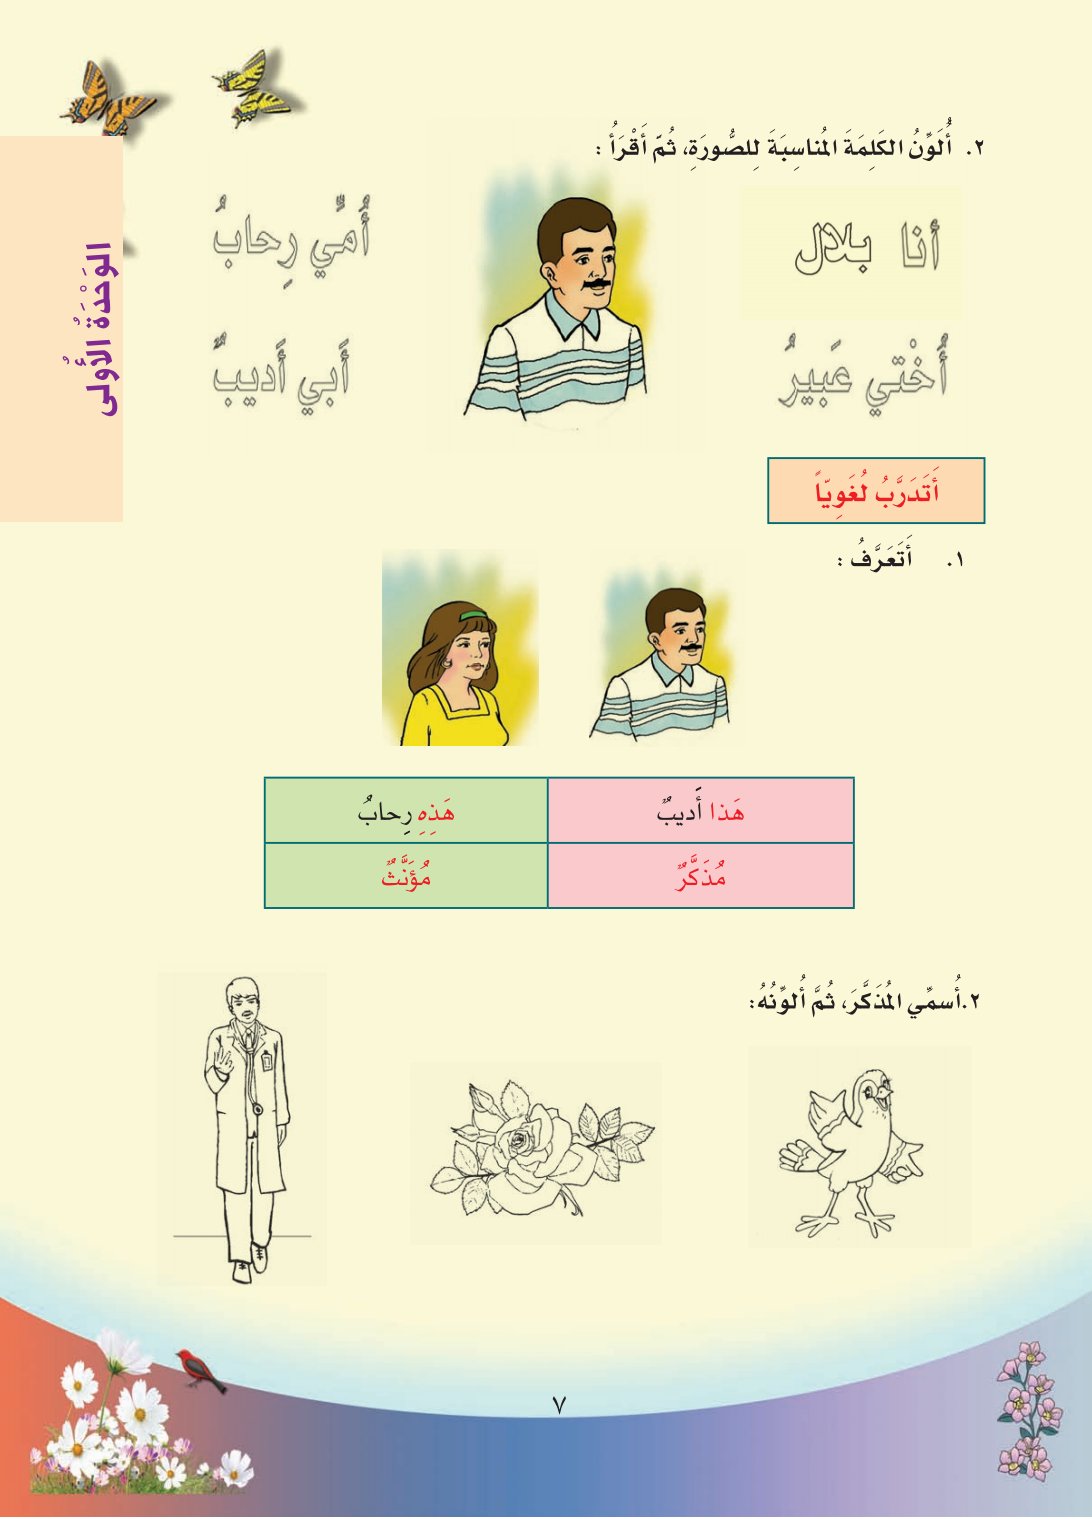 ٢. أُلَوِّنُ الكَلِمَةَ المُناسِبَةَ لِلصُّورَةِ، ثُمّ أَقْرَأُ :
أنا بلال
أُمّي رِحابُ
أُخْتي عَبيرُ
أَبي أَديبٌ
الوَحْدَةُ الأُولى
أَتَدَرَّبُ لُغَوِيّاً
١. أَتَعَرَّفُ :
هَذا أَديبٌ
هَذِهِ رِحابُ
مُذَكَّرٌ
مُؤَنَّثٌ
٢.أُسمِّي المُذَكَّرَ، ثُمَّ أُلوِّنُهُ:
٧